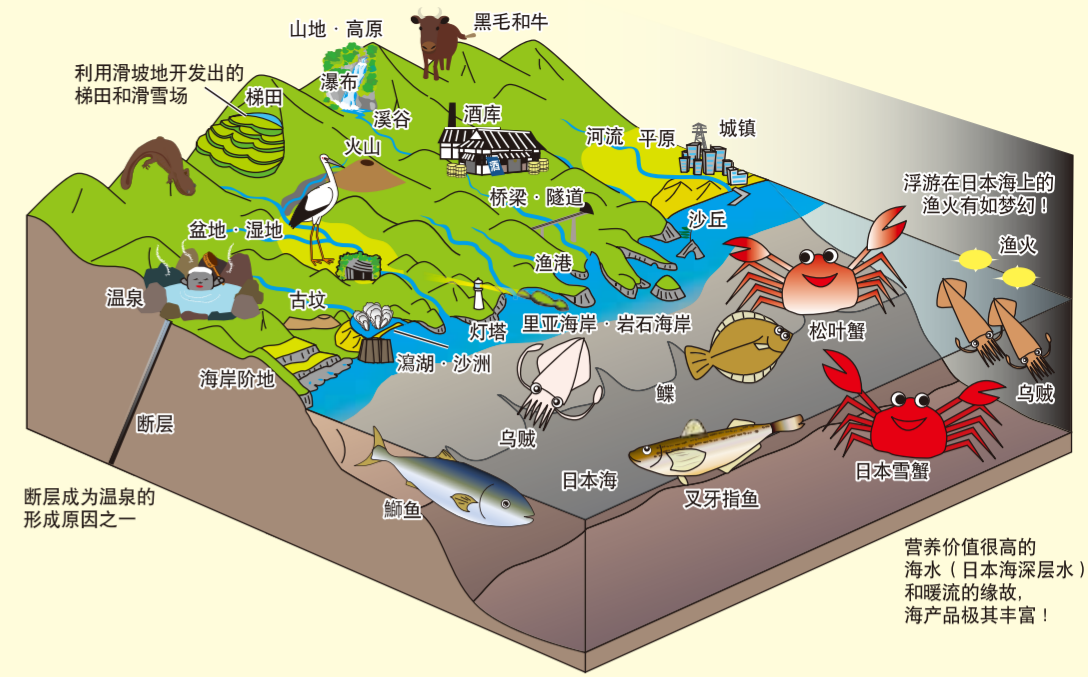 黑毛和牛
山地·高原
利用滑坡地开发出的
梯田和滑雪场
瀑布
梯田
溪谷
酒库
酒
河流
平原
城镇
火山
浮游在日本海上的
渔火有如梦幻！
桥梁·隧道
沙丘
盆地·湿地
渔火
渔港
温泉
古坟
灯塔
里亚海岸·岩石海岸
松叶蟹
瀉湖·沙洲
海岸阶地
鲽
乌贼
断层
乌贼
日本海
日本雪蟹
断层成为温泉的
形成原因之一
鰤鱼
叉牙指鱼
营养价值很高的
海水（日本海深层水）
和暖流的缘故，
海产品极其丰富！